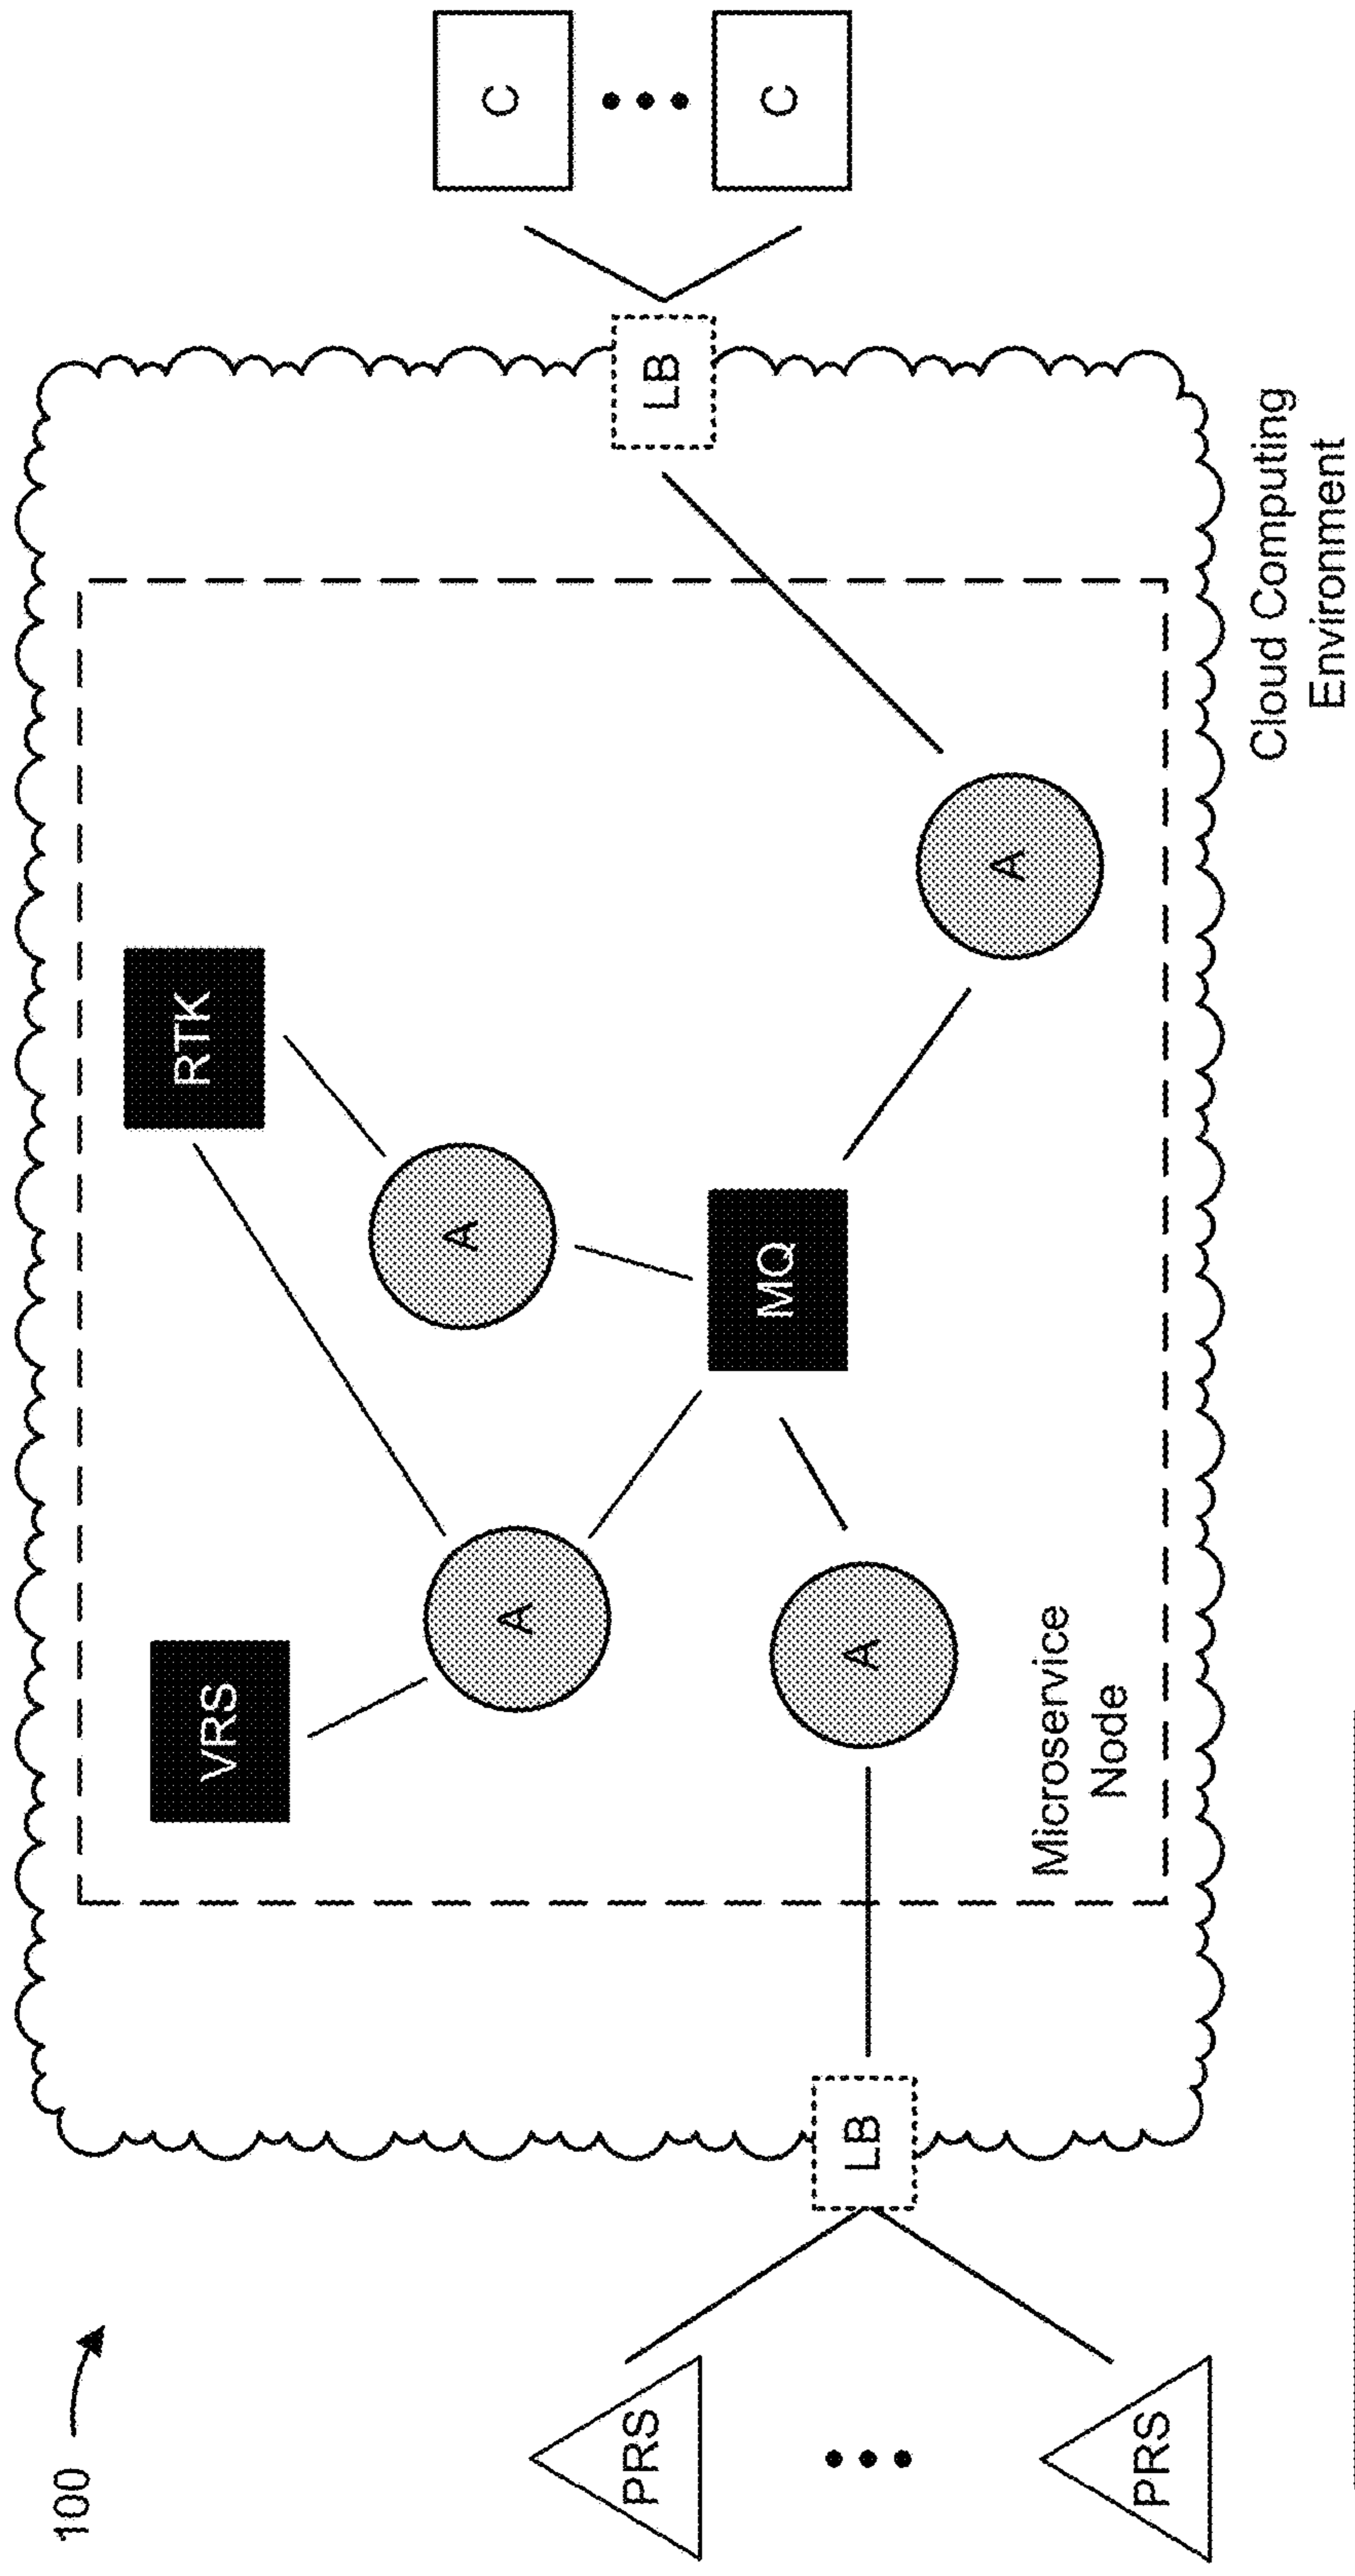 100
VRS
RTK
A
A
C
LB
MQ
C
PRS
LB
A
A
Microservice
Node
PRS
Cloud Computing
Environment